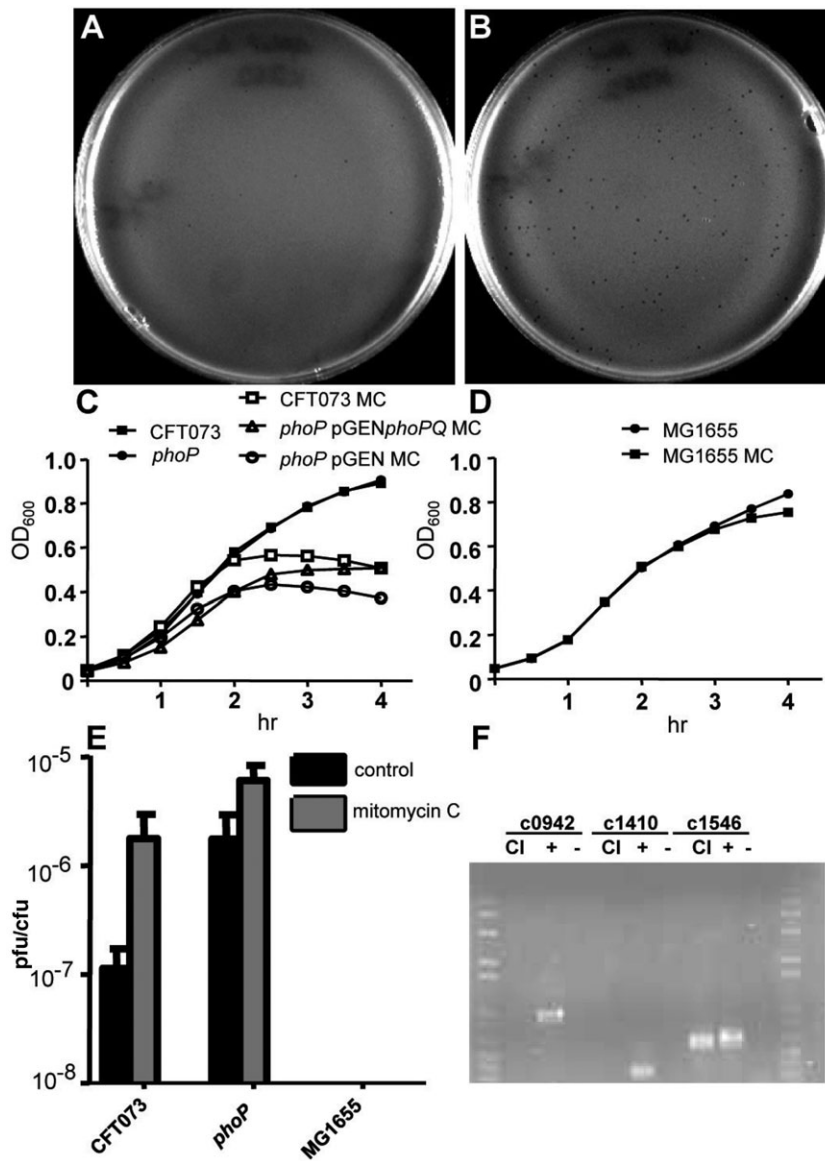 A
B
C
CFT073
phoP
CFT073 MC
phoP pGENphoPQ MC
phoP pGEN MC
OD600
1.0
0.8
0.6
0.4
0.2
0
1 2 3 4
hr
D
MG1655
MG1655 MC
OD600
1.0
0.8
0.6
0.4
0.2
0
1 2 3 4
hr
E
control
mitomycin C
pfu/cfu
10-5
10-6
10-7
10-8
CFT073
phoP
MG1655
F
c0942 c1410 c1546
CI + - CI + - CI + -